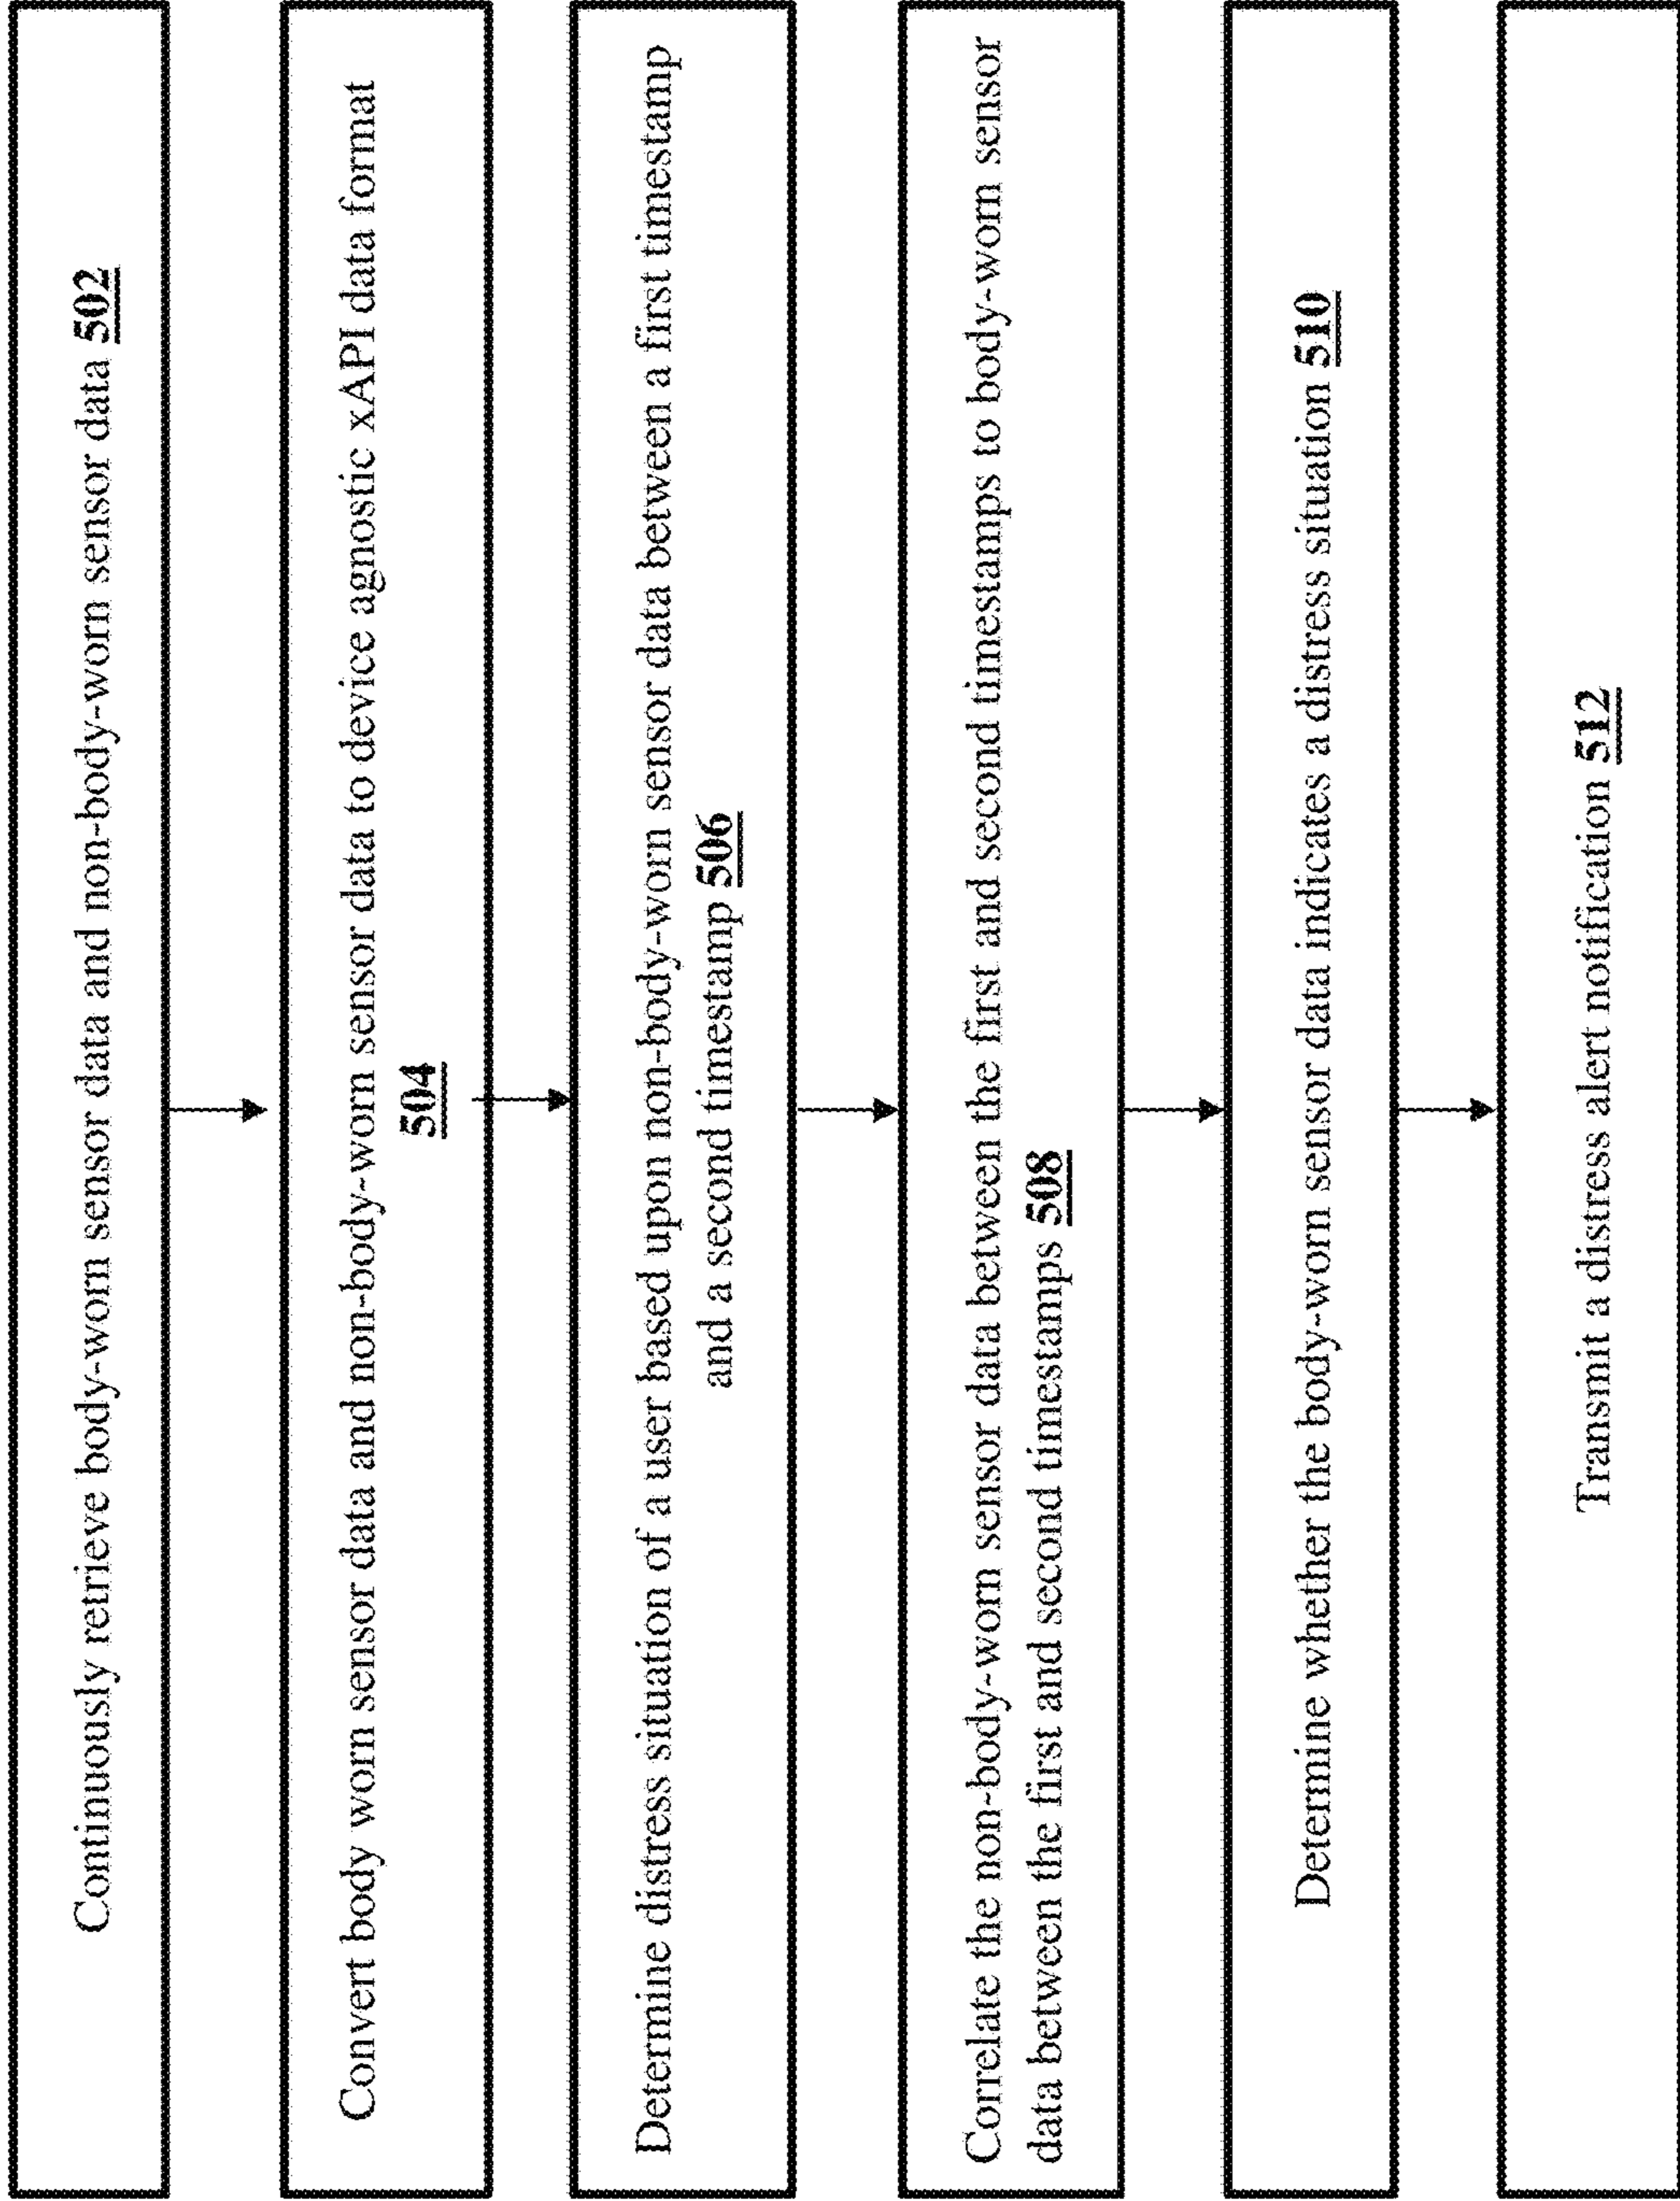 Continuously retrieve body-worn sensor data and non-body-worn sensor data 502
Convert body worn sensor data and non-body-worn sensor data to device agnostic xAPI data format
504
Determine distress situation of a user based upon non-body-worn sensor data between a first timestamp
and a second timestamp 506
Correlate the non-body-worn sensor data between the first and second timestamps to body-worn sensor
data between the first and second timestamps 508
Determine whether the body-worn sensor data indicates a distress situation 510
Transmit a distress alert notification 512